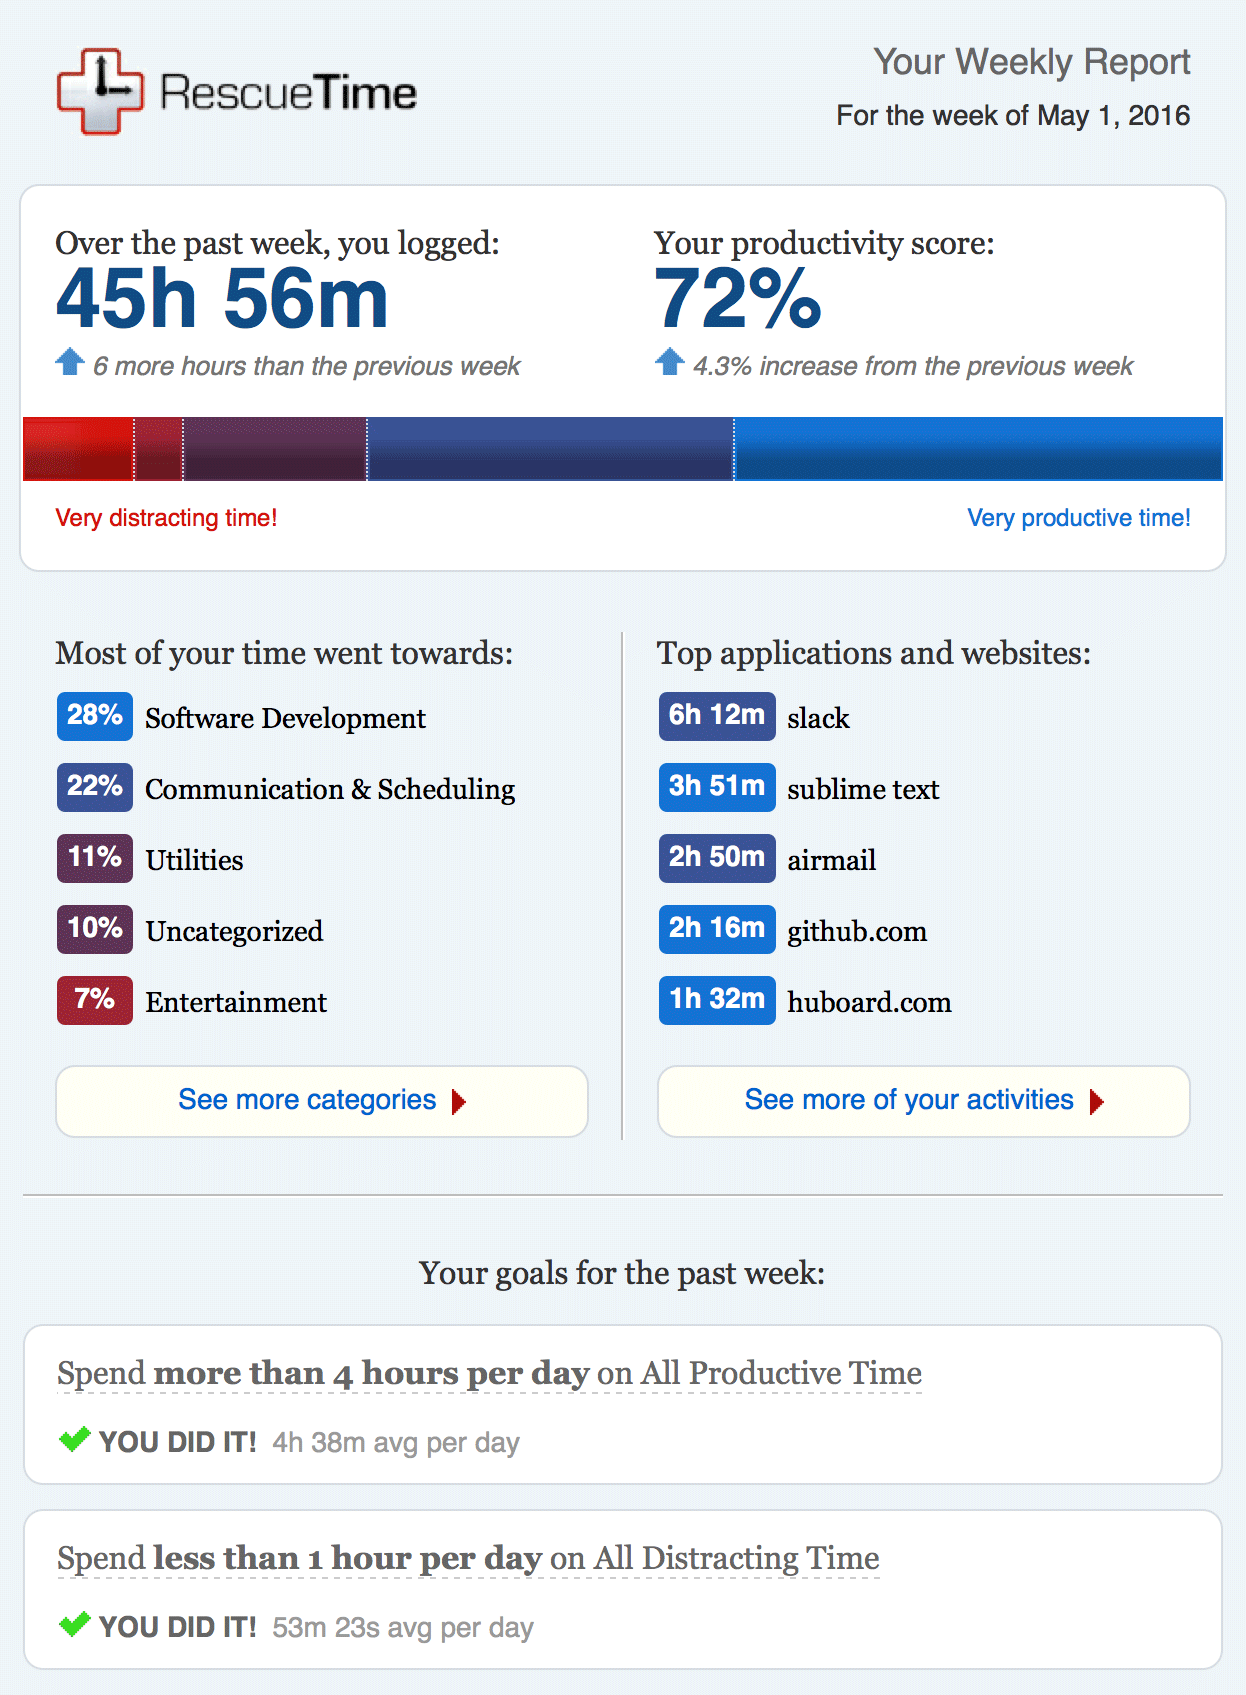 RescueTime
Your Weekly Report
For the week of May 1, 2016
Over the past week, you logged:
45h 56m
6 more hours than the previous week
Your productivity score:
72%
4.3% increase from the previous week
Very distracting time!
Very productive time!
Most of your time went towards:
28% Software Development
22% Communication & Scheduling
11% Utilities
10% Uncategorized
7% Entertainment
See more categories
Top applications and websites:
6h 12m slack
3h 51m sublime text
2h 50m airmail
2h 16m github.com
1h 32m huboard.com
See more of your activities
Your goals for the past week:
Spend more than 4 hours per day on All Productive Time
YOU DID IT! 4h 38m avg per day
Spend less than 1 hour per day on All Distracting Time
YOU DID IT! 53m 23s avg per day